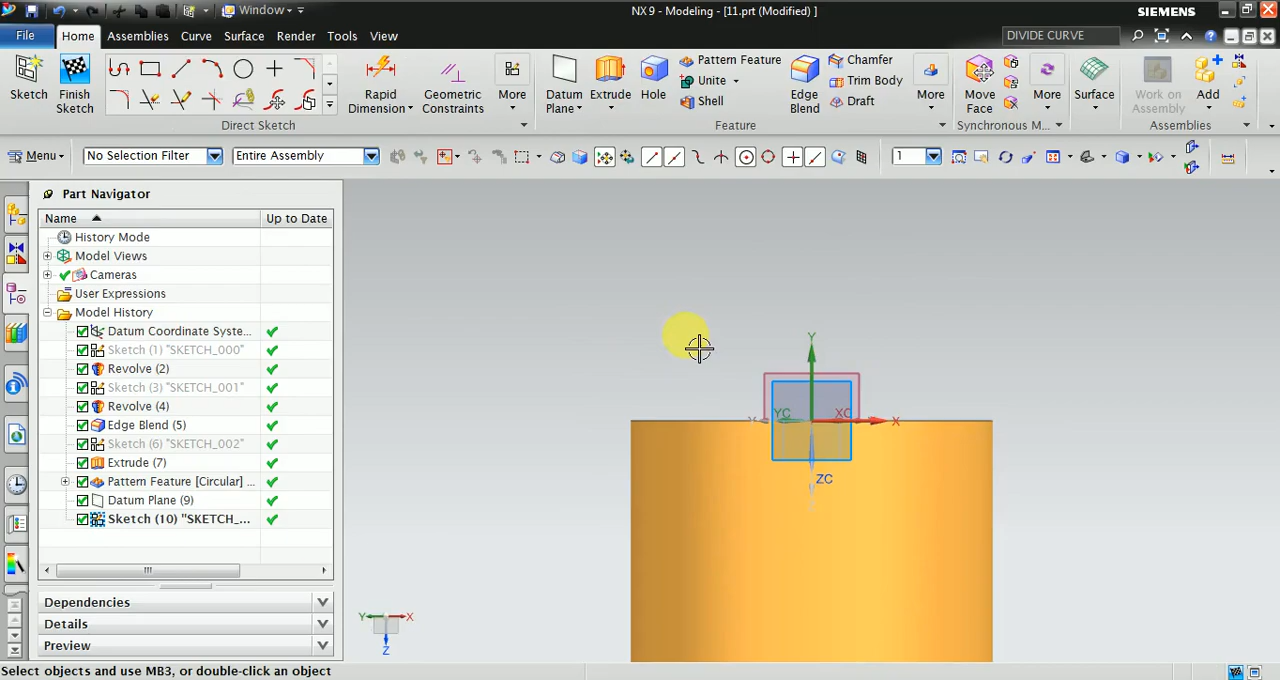 Window
NX 9 - Modeling - [11.prt (Modified) ]
SIEMENS
File
Home
Assemblies
Curve
Surface
Render
Tools
View
DIVIDE CURVE
Sketch
Finish
Sketch
Rapid
Dimension
Geometric
Constraints
More
Datum
Plane
Extrude
Hole
Pattern Feature
Unite
Shell
Edge
Blend
Chamfer
Trim Body
Draft
More
Move
Face
More
Surface
Work on
Assembly
Add
Direct Sketch
Feature
Synchronous M...
Assemblies
Menu
No Selection Filter
Entire Assembly
1
Part Navigator
Name
Up to Date
History Mode
Model Views
Cameras
User Expressions
Model History
Datum Coordinate Syste...
Sketch (1) "SKETCH_000"
Revolve (2)
Sketch (3) "SKETCH_001"
Revolve (4)
Edge Blend (5)
Sketch (6) "SKETCH_002"
Extrude (7)
Pattern Feature [Circular] ...
Datum Plane (9)
Sketch (10) "SKETCH_...
Dependencies
Details
Preview
Y
YC
XC
X
ZC
Y
X
Z
Select objects and use MB3, or double-click an object